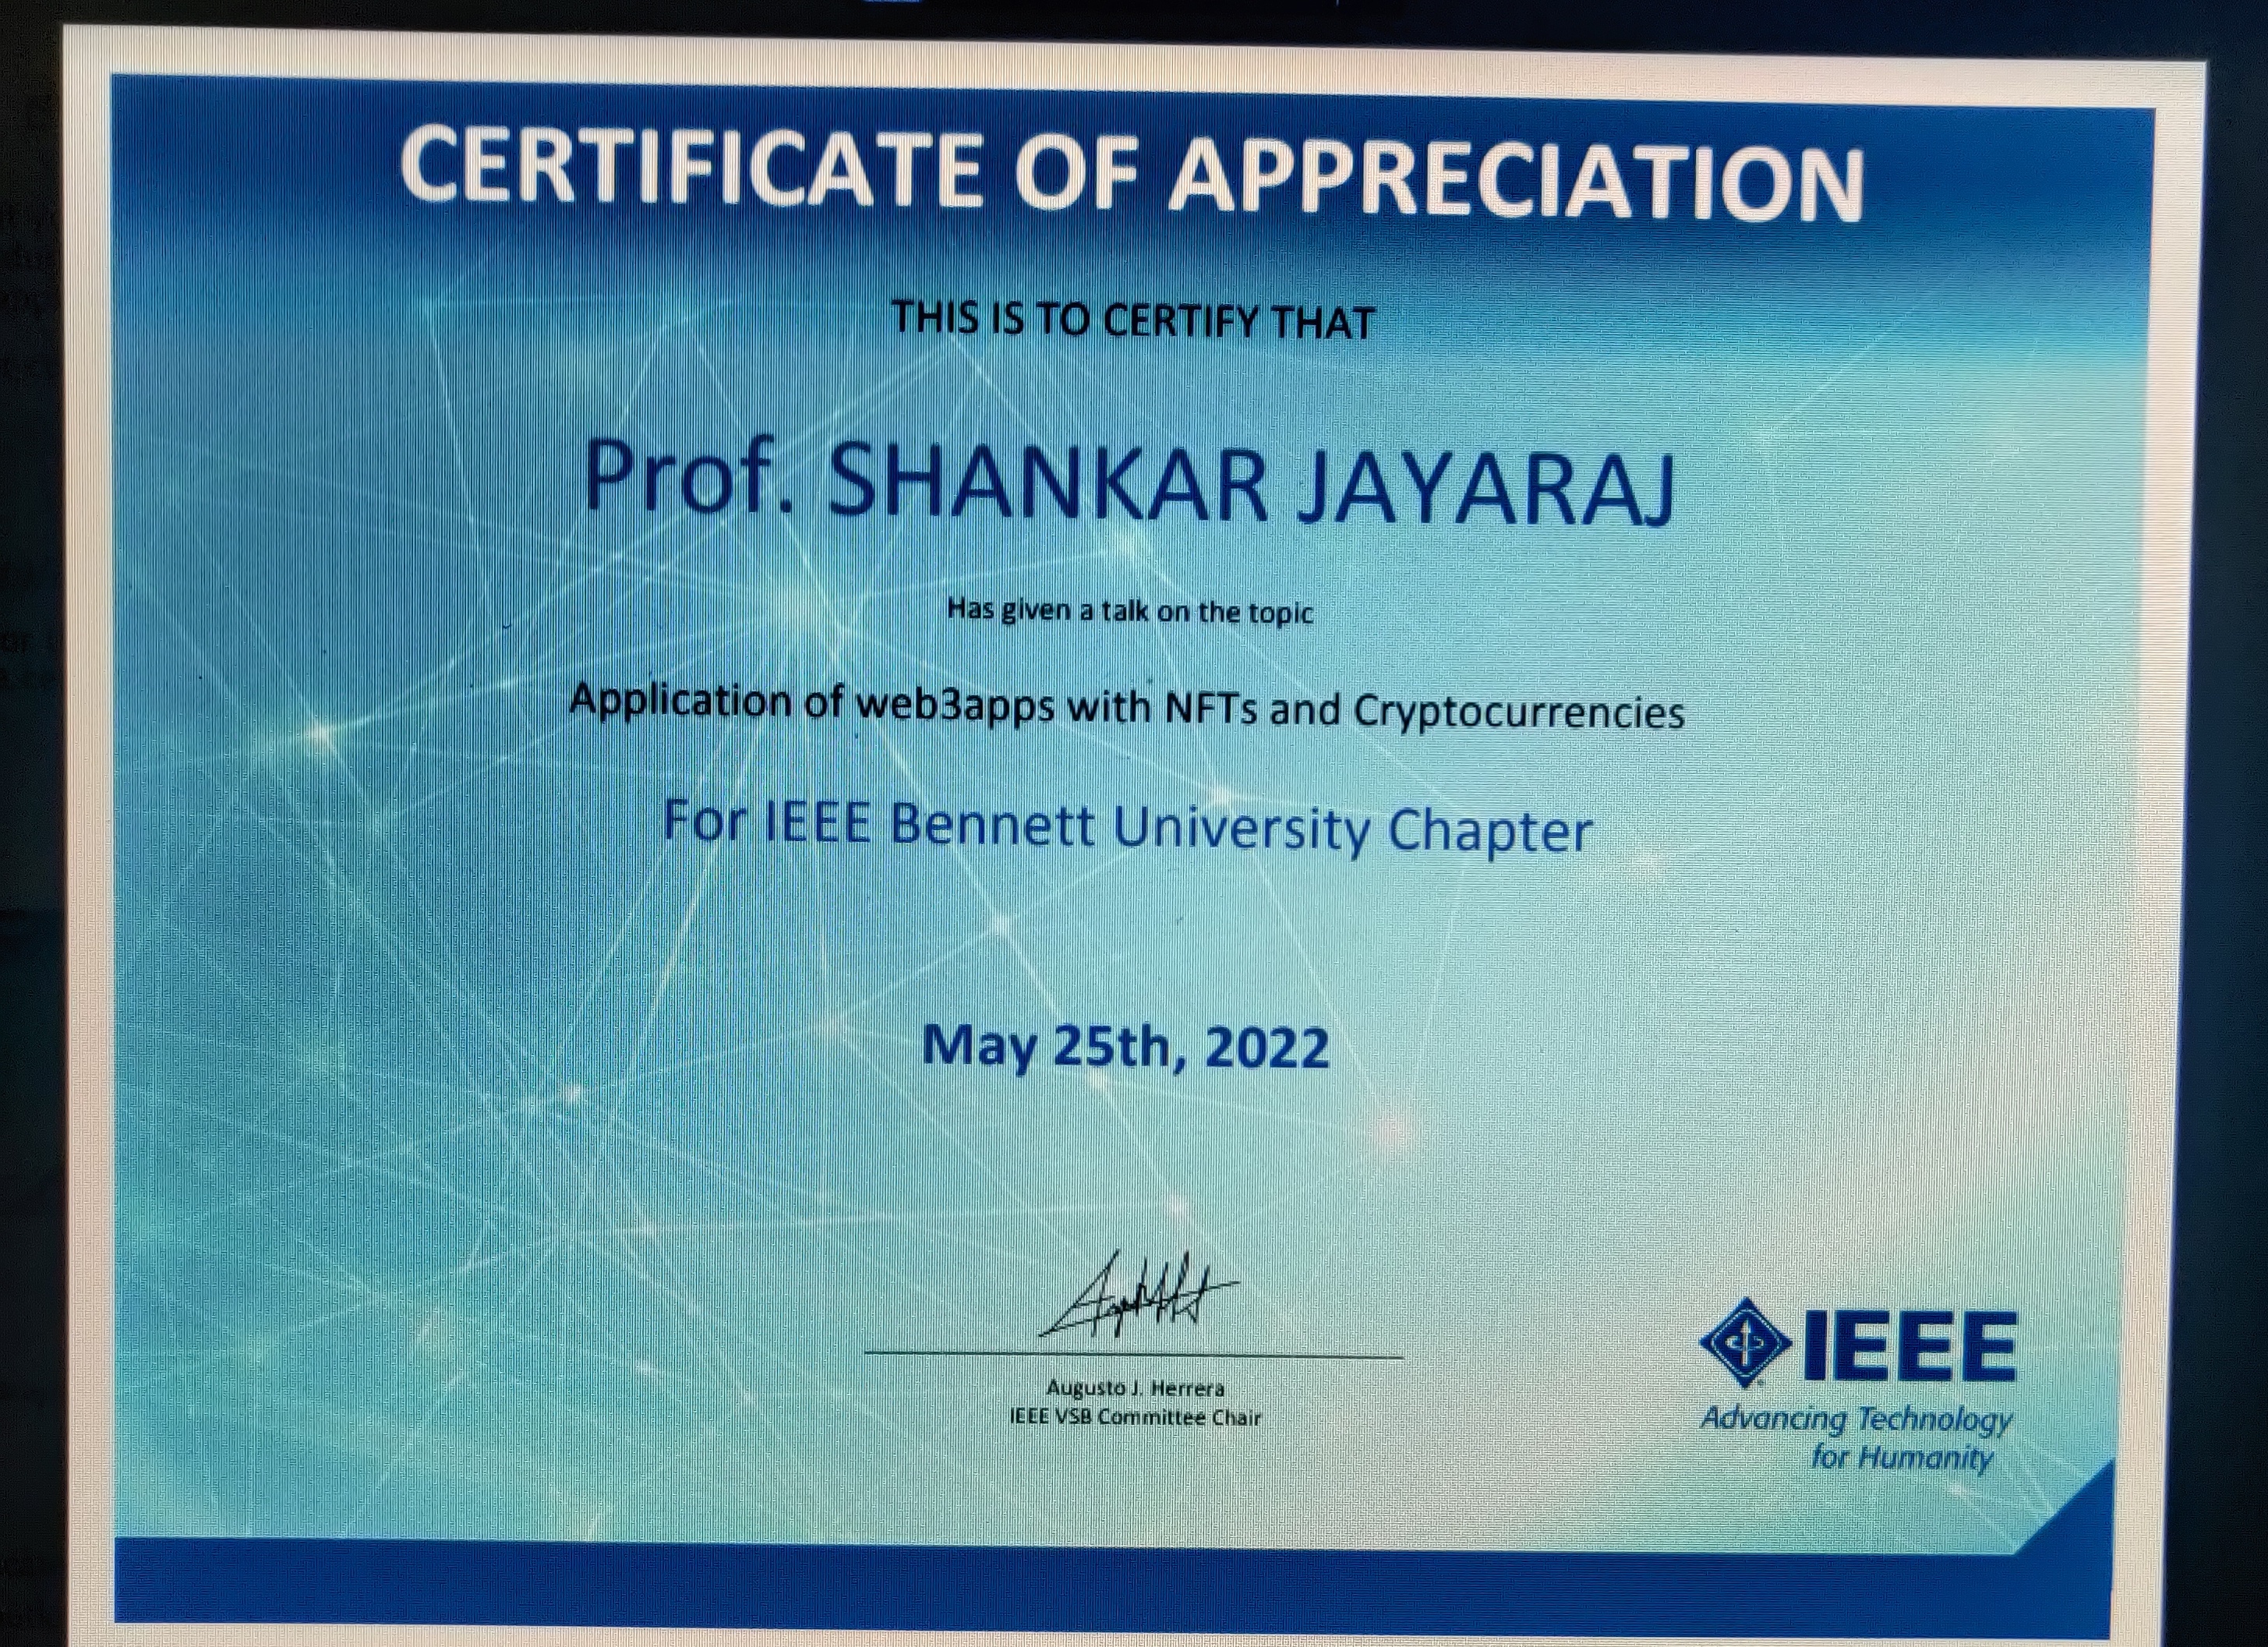 CERTIFICATE OF APPRECIATION
THIS IS TO CERTIFY THAT
Prof. SHANKAR JAYARAJ
Has given a talk on the topic
Application of web3apps with NFTs and Cryptocurrencies
For IEEE Bennett University Chapter
May 25th, 2022
Augusto J. Herrera
IEEE VSB Committee Chair
IEEE
Advancing Technology
for Humanity